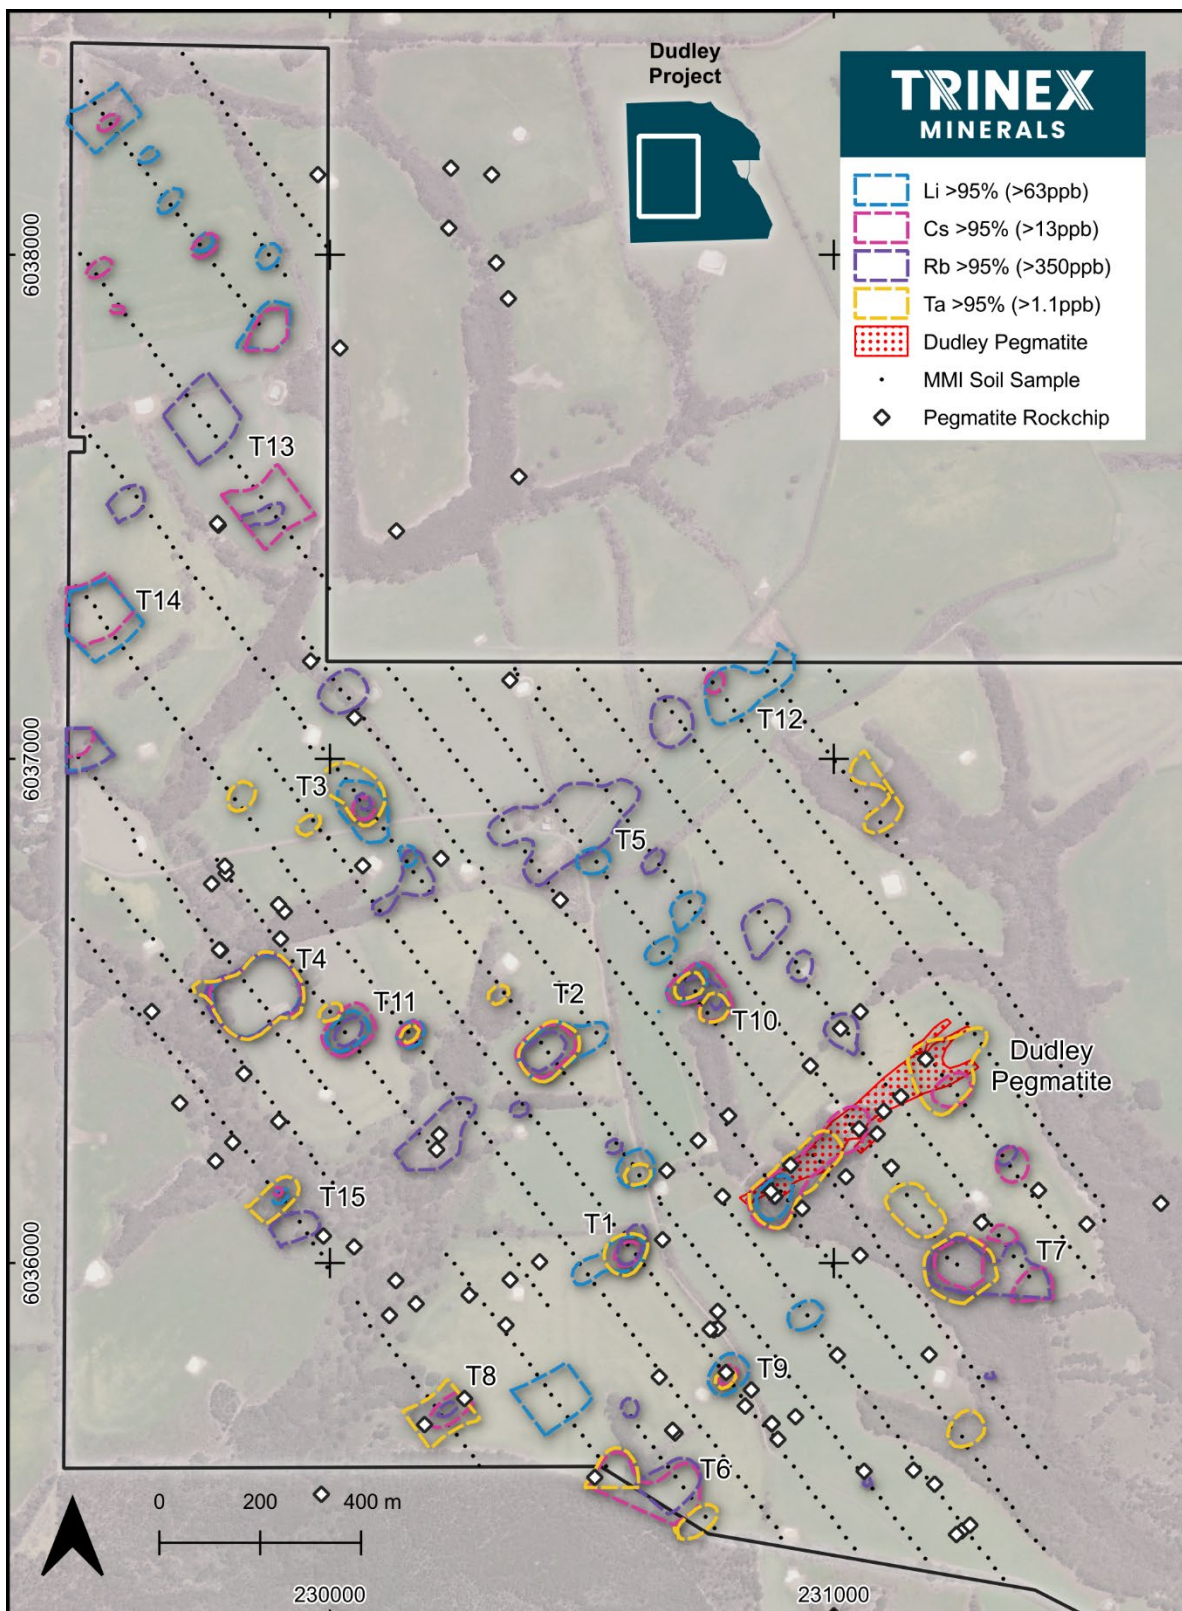 Dudley
Project
TRINEX
MINERALS
Li >95% (>63ppb)
Cs >95% (>13ppb)
Rb >95% (>350ppb)
Ta >95% (>1.1ppb)
Dudley Pegmatite
MMI Soil Sample
Pegmatite Rockchip
6038000
T13
T14
T12
6037000
T3
T5
T4
T11
T2
T10
Dudley
Pegmatite
T15
T1
T7
6036000
T9
T8
T6
0 200 400 m
230000 231000